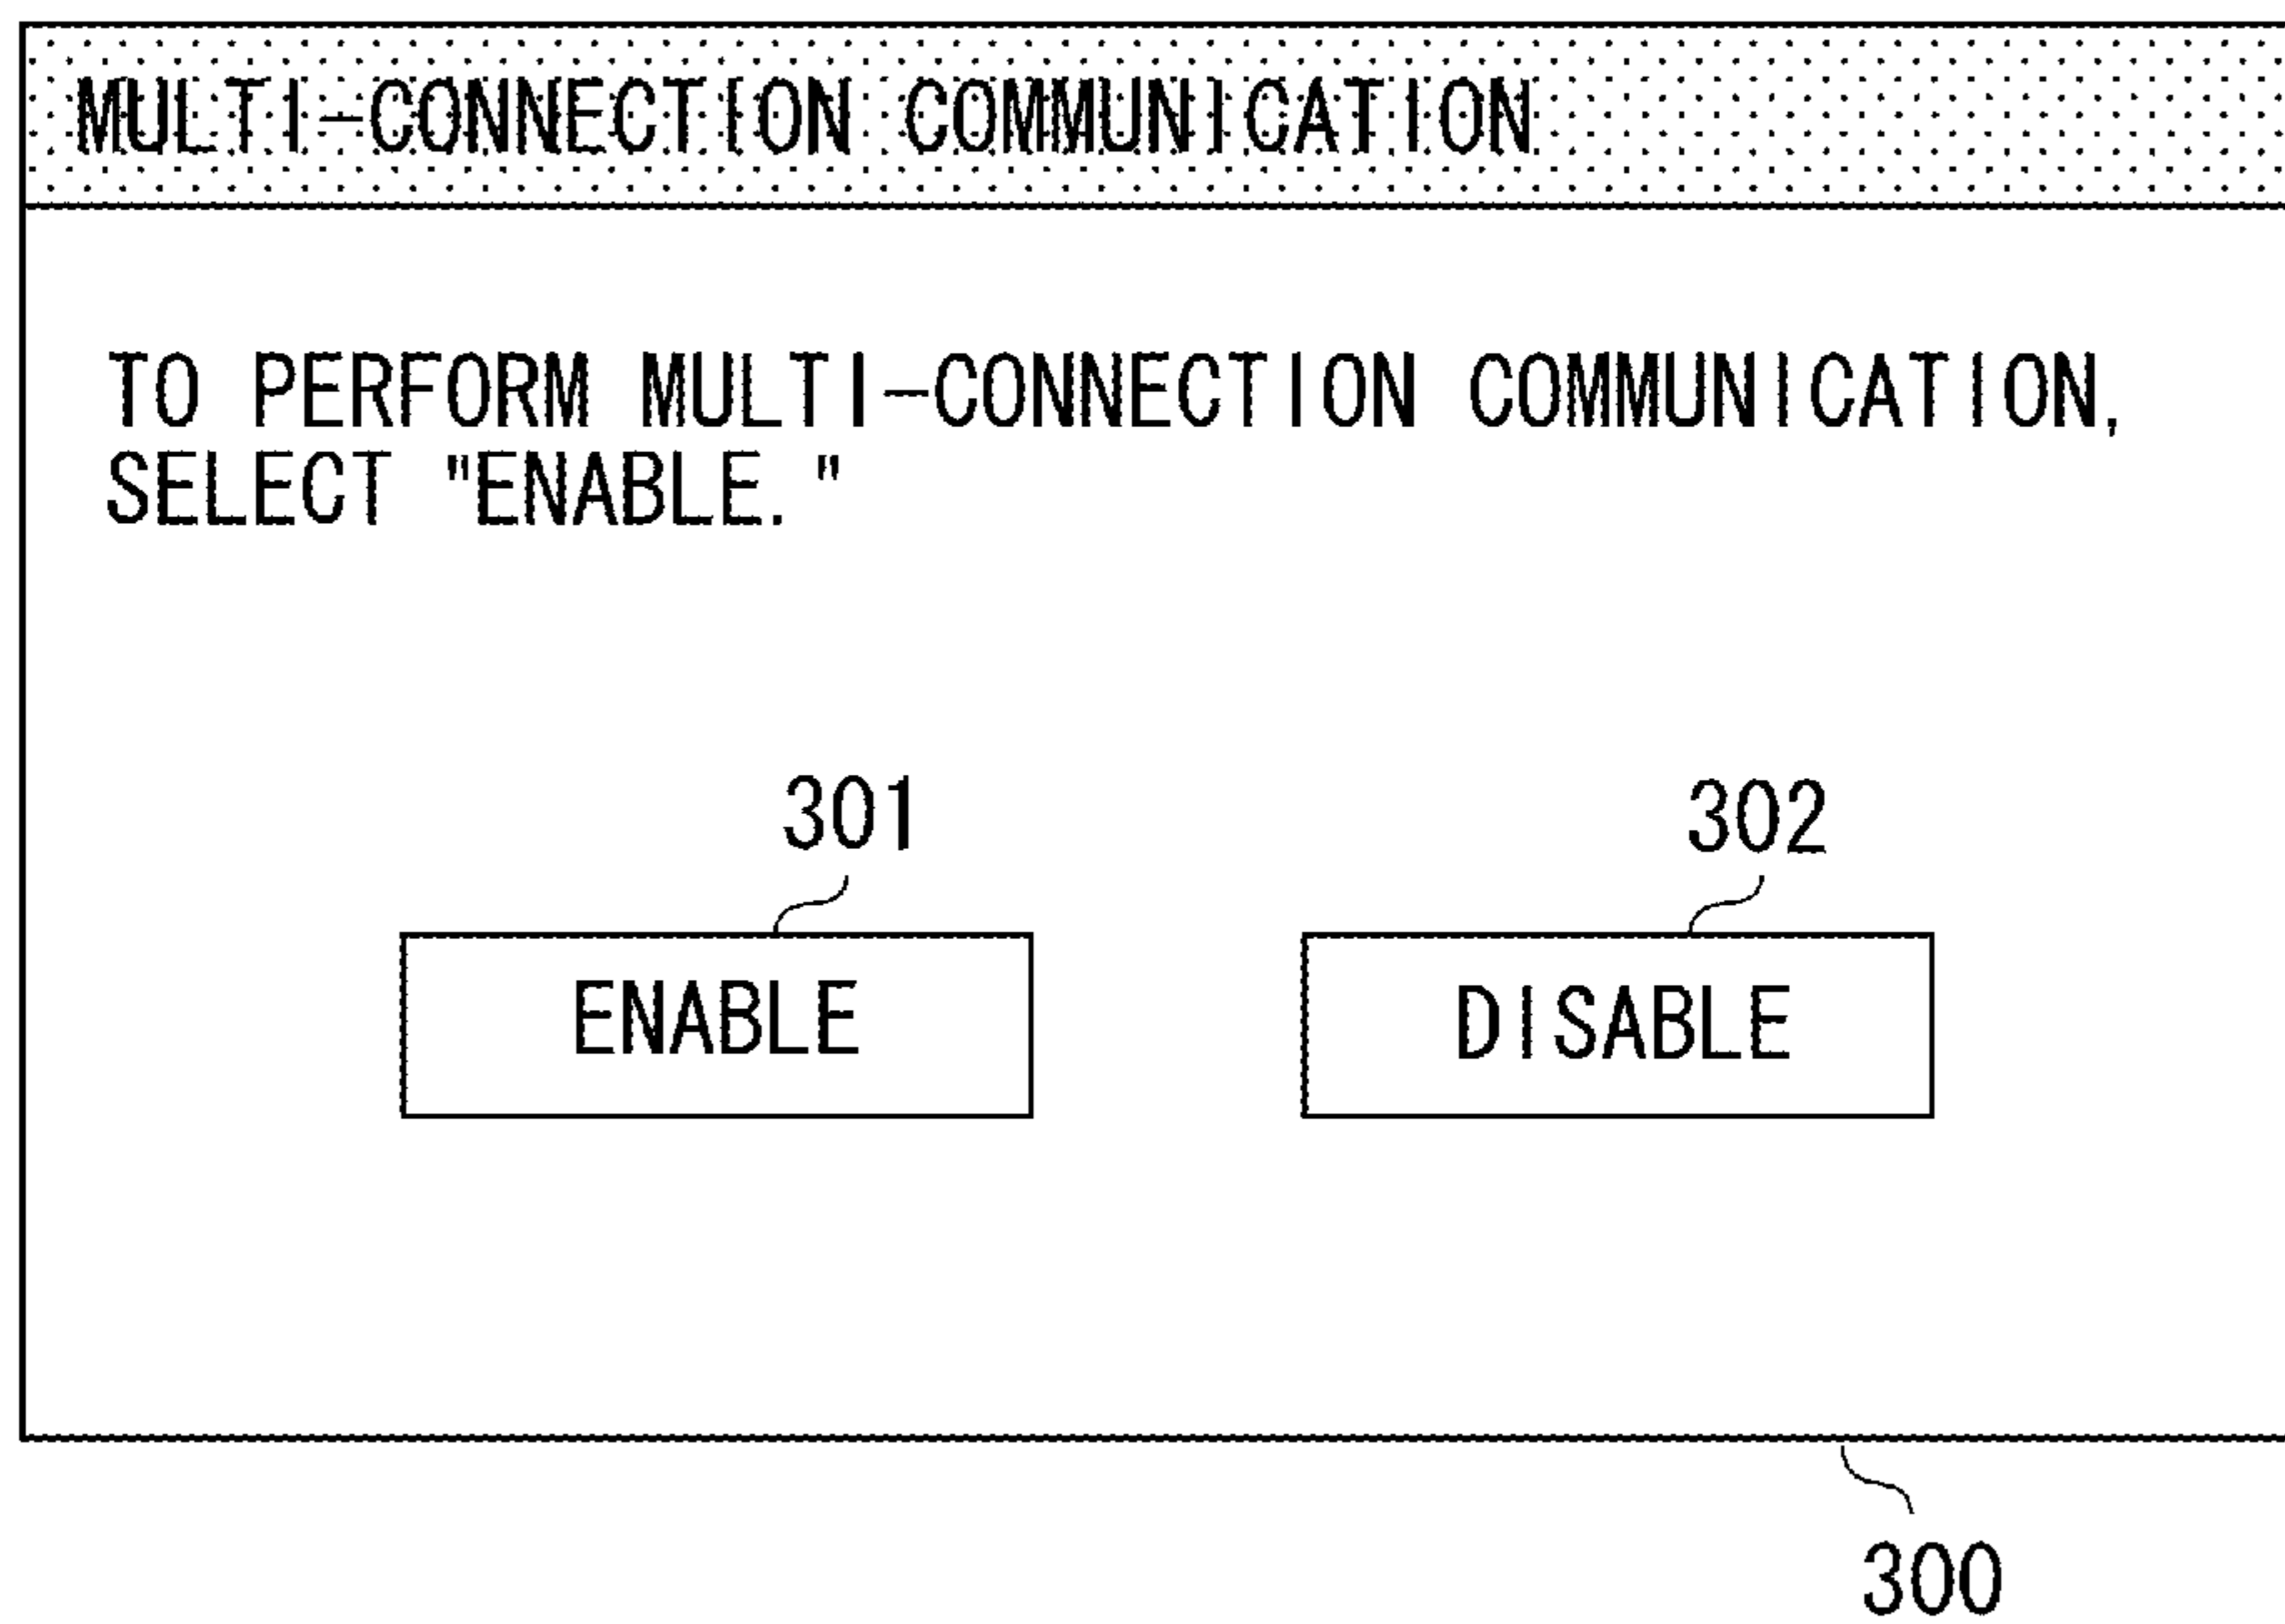 MULTI-CONNECTION COMMUNICATION
TO PERFORM MULTI-CONNECTION COMMUNICATION,
SELECT "ENABLE."
301
302
ENABLE
DISABLE
300